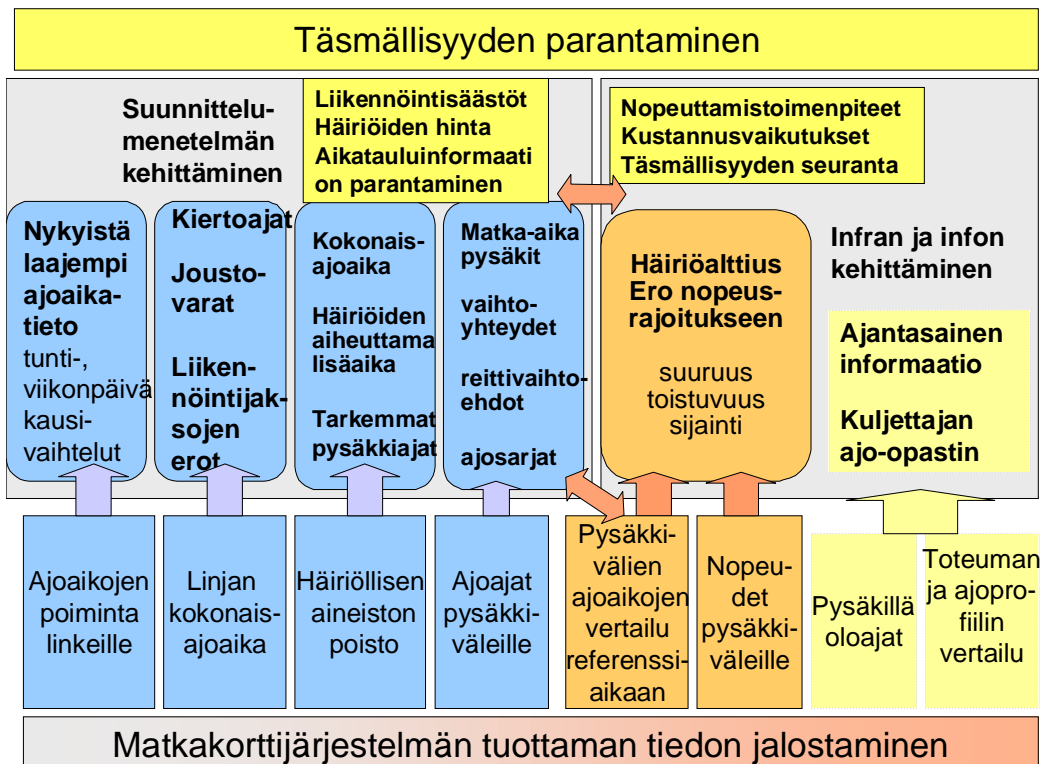 Täsmällisyyden parantaminen
Suunnittelu-
menetelmän
kehittäminen
Liikennöintisäästöt
Häiriöiden hinta
Aikatauluinformaati
on parantaminen
Nopeuttamistoimenpiteet
Kustannusvaikutukset
Täsmällisyyden seuranta
Nykyistä
laajempi
ajoaika-
tieto
tunti-,
viikonpäivä
kausi-
vaihtelut
Kiertoajat
Jousto-
varat
Liiken-
nöintijak-
sojen
erot
Kokonais-
ajoaika
Häiriöiden
aiheuttama
lisäaika
Tarkemmat
pysäkkiajat
Matka-aika
pysäkit
vaihto-
yhteydet
reittivaihto-
ehdot
ajosarjat
Häiriöalttius
Ero nopeus-
rajoitukseen
suuruus
toistuvuus
sijainti
Infran ja infon
kehittäminen
Ajantasainen
informaatio
Kuljettajan
ajo-opastin
Ajoaikojen
poiminta
linkeille
Linjan
kokonais-
ajoaika
Häiriöllisen
aineiston
poisto
Ajoajat
pysäkki-
väleille
Pysäkki-
välien
ajoaikojen
vertailu
referenssi-
aikaan
Nopeu-
det
pysäkki-
väleille
Pysäkillä
oloajat
Toteuman
ja ajopro-
fiilin
vertailu
Matkakorttijärjestelmän tuottaman tiedon jalostaminen